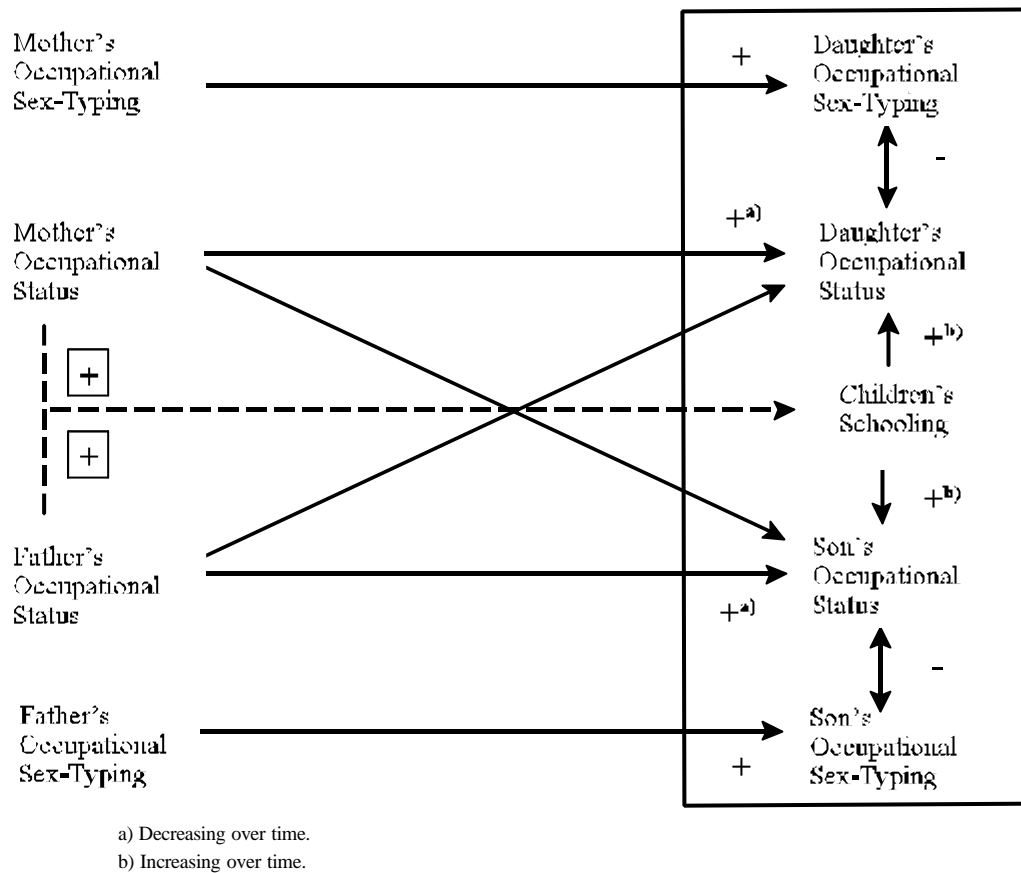 Mother's
Occupational
Sex-Typing
+
Daughter's
Occupational
Sex-Typing
-
Mother's
Occupational
Status
+a)
Daughter's
Occupational
Status
+b)
+
Children's
Schooling
+
+b)
Father's
Occupational
Status
+a)
Son's
Occupational
Status
-
Father's
Occupational
Sex-Typing
+
Son's
Occupational
Sex-Typing
a) Decreasing over time.
b) Increasing over time.